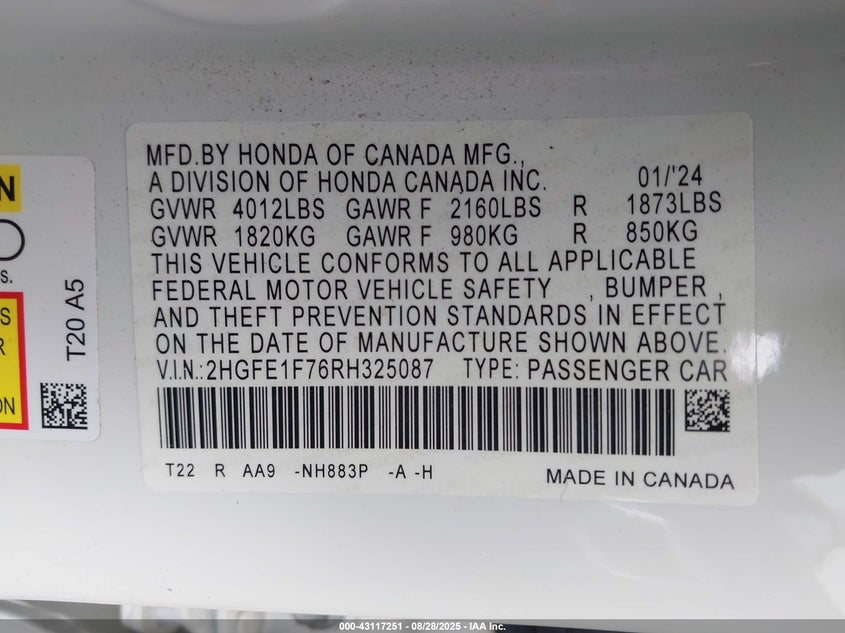 MFD.BY HONDA OF CANADA MFG.,
A DIVISION OF HONDA CANADA INC. 01/'24
GVWR 4012LBS GAWR F 2160LBS R 1873LBS
GVWR 1820KG GAWR F 980KG R 850KG
THIS VEHICLE CONFORMS TO ALL APPLICABLE
FEDERAL MOTOR VEHICLE SAFETY , BUMPER ,
AND THEFT PREVENTION STANDARDS IN EFFECT
ON THE DATE OF MANUFACTURE SHOWN ABOVE.
V.I.N.:2HGFE1F76RH325087 TYPE: PASSENGER CAR
T22 R AA9 -NH883P -A -H
MADE IN CANADA
N
S.
S
R
ON
T20 A5
000-43117251 - 08/28/2025 - IAA Inc.